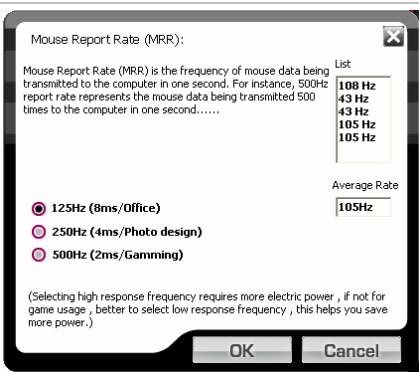 Mouse Report Rate (MRR):
Mouse Report Rate (MRR) is the frequency of mouse data being
transmitted to the computer in one second. For instance, 500Hz
report rate represents the mouse data being transmitted 500
times to the computer in one second......
List
108 Hz
43 Hz
43 Hz
105 Hz
105 Hz
Average Rate
105Hz
125Hz (8ms/Office)
250Hz (4ms/Photo design)
500Hz (2ms/Gamming)
(Selecting high response frequency requires more electric power , if not for
game usage , better to select low response frequency , this helps you save
more power.)
OK
Cancel